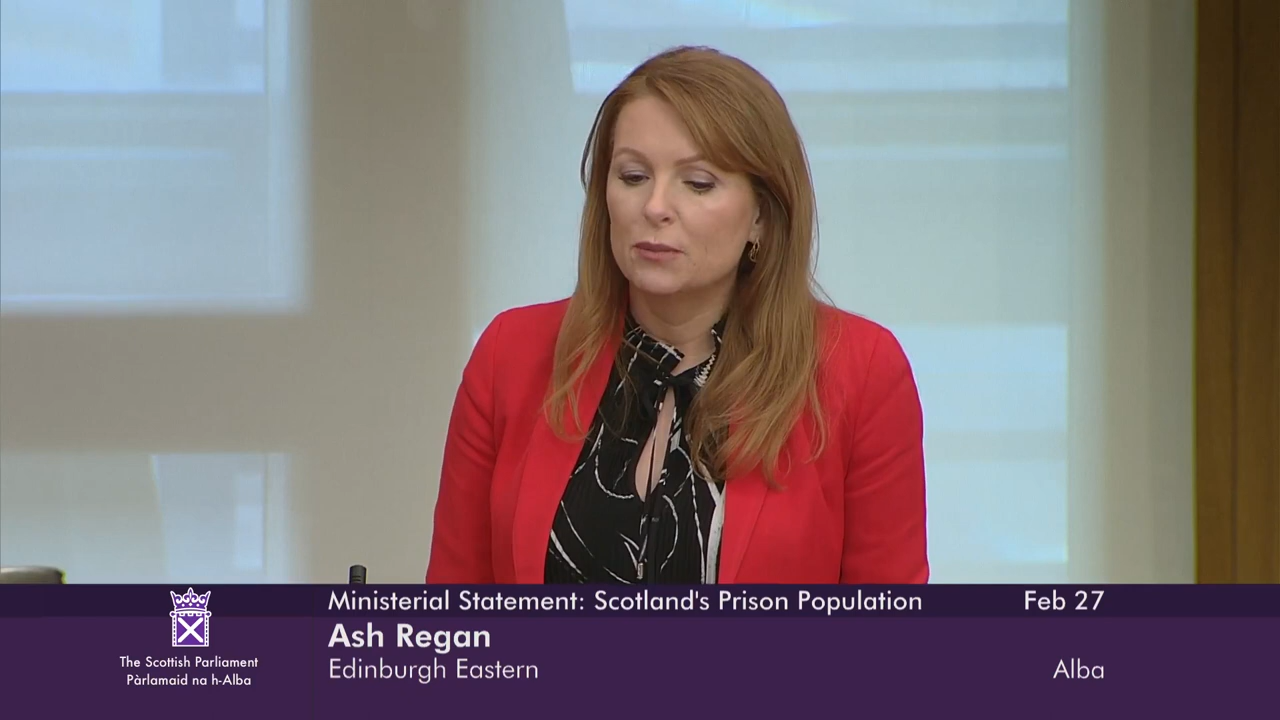 Ministerial Statement: Scotland's Prison Population Feb 27
Ash Regan
Edinburgh Eastern Alba
The Scottish Parliament
Pàrlamaid na h-Alba